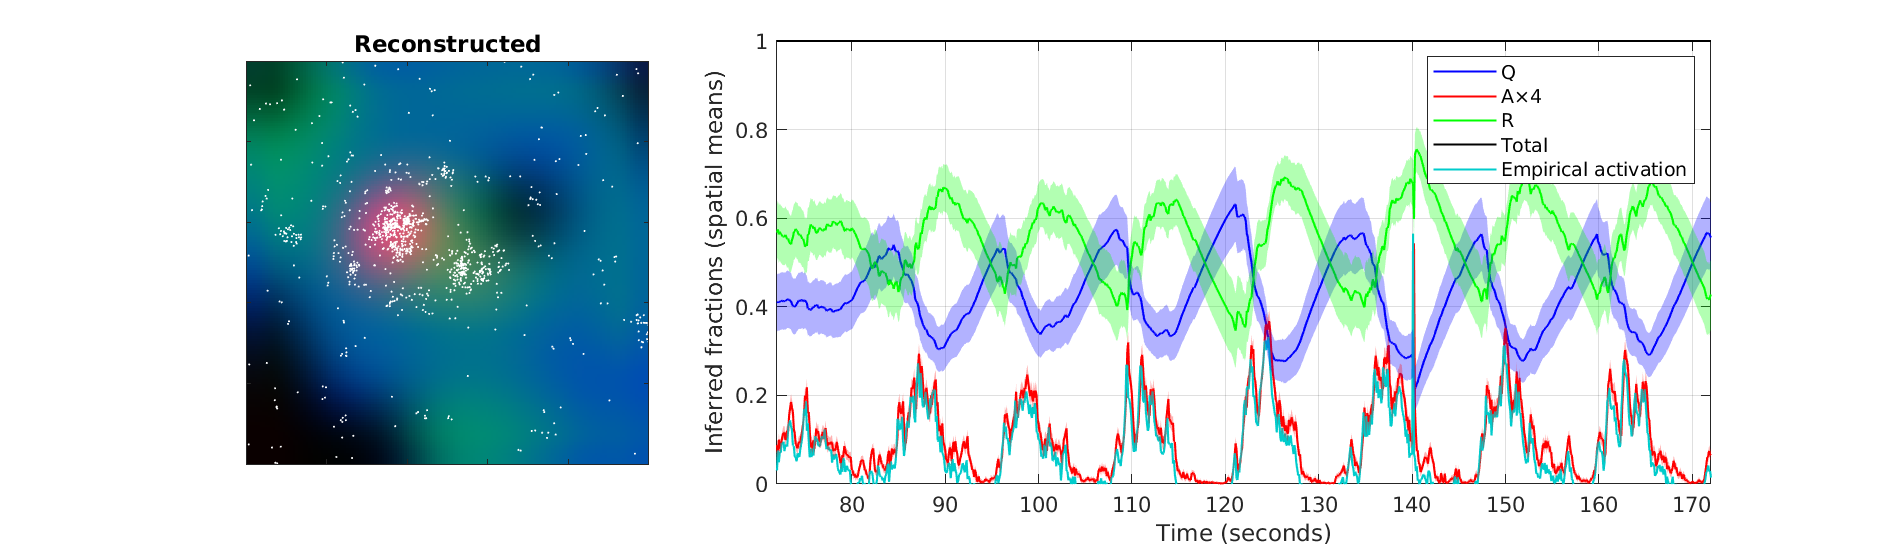 Reconstructed
Inferred fractions (spatial means)
1
0.8
0.6
0.4
0.2
0
Q
A×4
R
Total
Empirical activation
80 90 100 110 120 130 140 150 160 170
Time (seconds)